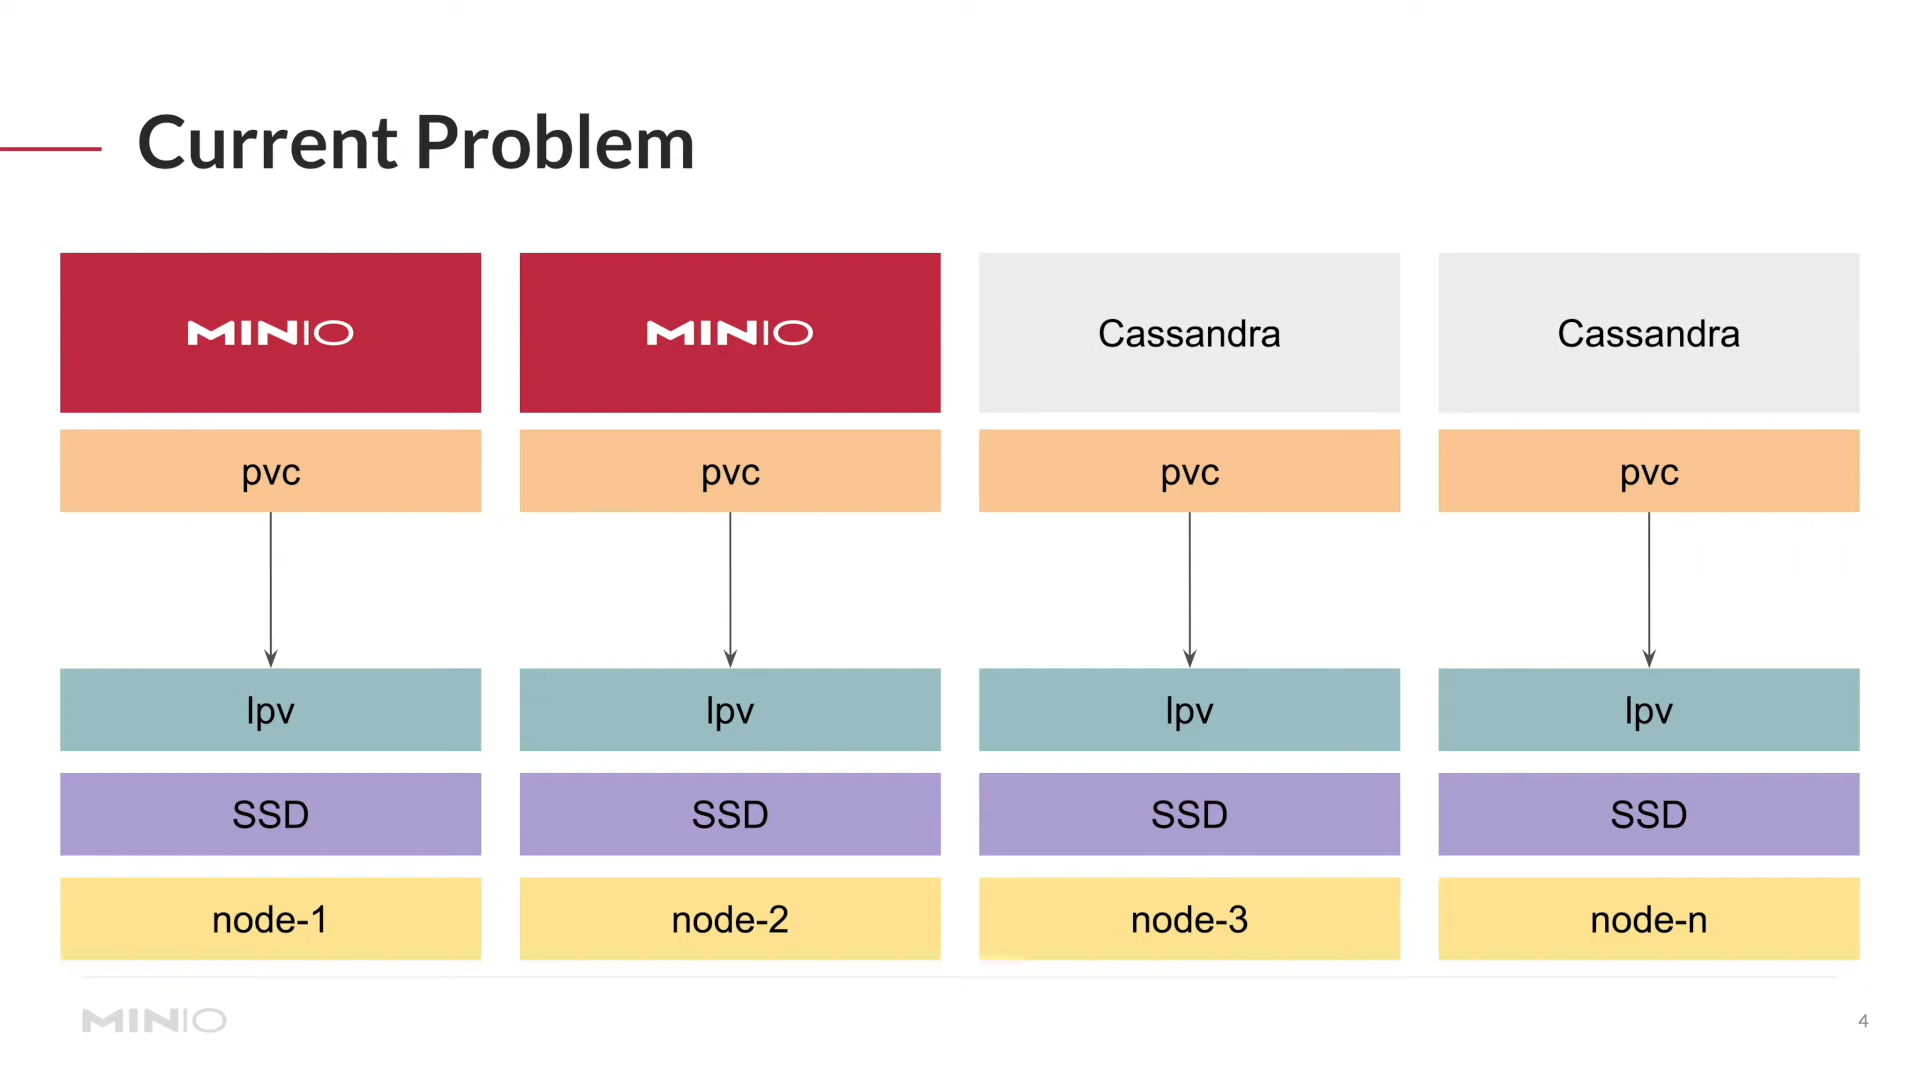 Current Problem
MINIO MINIO Cassandra Cassandra
pvc pvc pvc pvc
lpv lpv lpv lpv
SSD SSD SSD SSD
node-1 node-2 node-3 node-n
MINIO 4